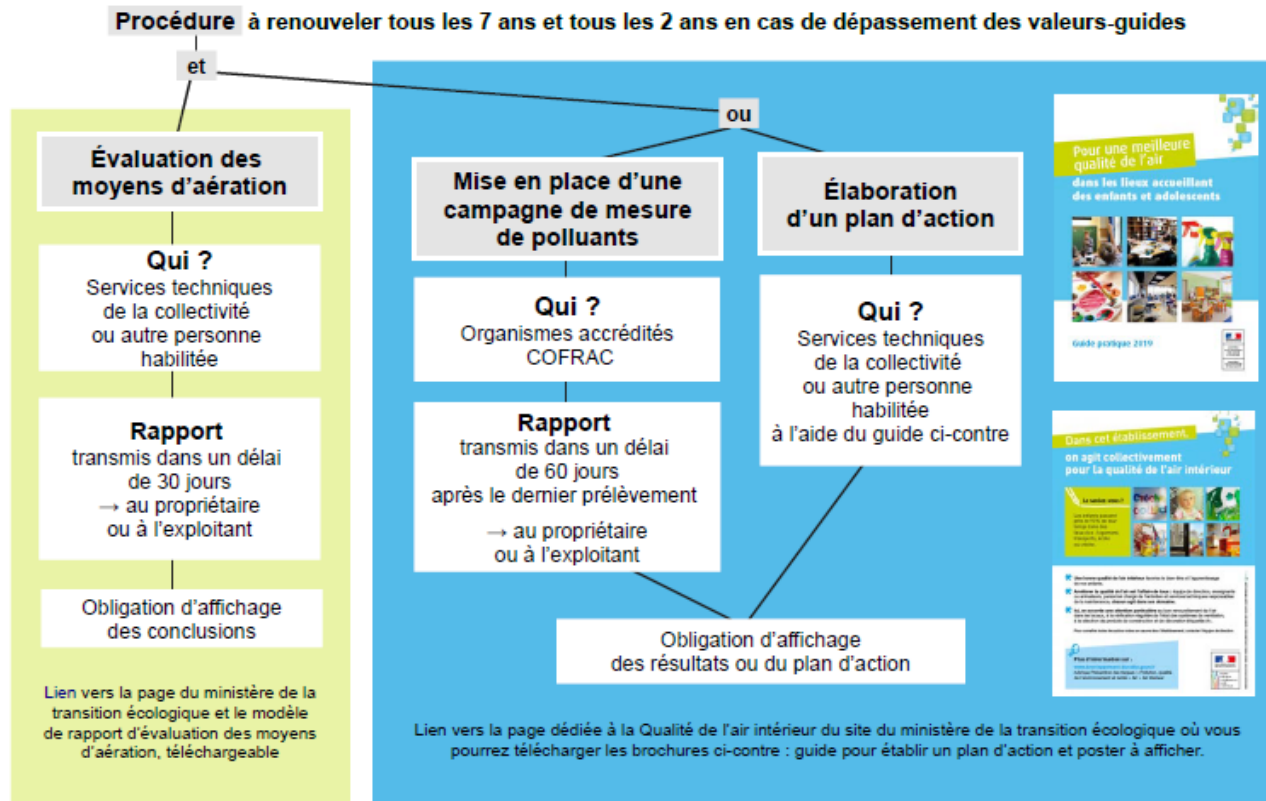 Procédure à renouveler tous les 7 ans et tous les 2 ans en cas de dépassement des valeurs-guides
et
ou
Évaluation des
moyens d'aération
Qui ?
Services techniques
de la collectivité
ou autre personne
habilitée
Rapport
transmis dans un délai
de 30 jours
→ au propriétaire
ou à l'exploitant
Obligation d'affichage
des conclusions
Lien vers la page du ministère de la
transition écologique et le modèle
de rapport d'évaluation des moyens
d'aération, téléchargeable
Mise en place d'une
campagne de mesure
de polluants
Qui ?
Organismes accrédités
COFRAC
Rapport
transmis dans un délai
de 60 jours
après le dernier prélèvement
→ au propriétaire
ou à l'exploitant
Élaboration
d'un plan d'action
Qui ?
Services techniques
de la collectivité
ou autre personne
habilitée
à l'aide du guide ci-contre
Obligation d'affichage
des résultats ou du plan d'action
Lien vers la page dédiée à la Qualité de l'air intérieur du site du ministère de la transition écologique où vous
pourrez télécharger les brochures ci-contre : guide pour établir un plan d'action et poster à afficher.
Pour une meilleure
qualité de l'air
dans les lieux accueillant
des enfants et adolescents
Guide pratique 2019
Dans cet établissement,
on agit collectivement
pour la qualité de l'air intérieur
Le saviez-vous ?
Plus d'information sur :